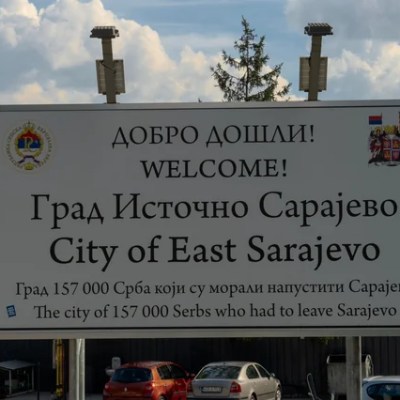 ДОБРО ДОШЛИ!
WELCOME!
Град Источно Сарајево
City of East Sarajevo
Град 157 000 Срба који су морали напустити
The city of 157 000 Serbs who had to leave Sarajevo